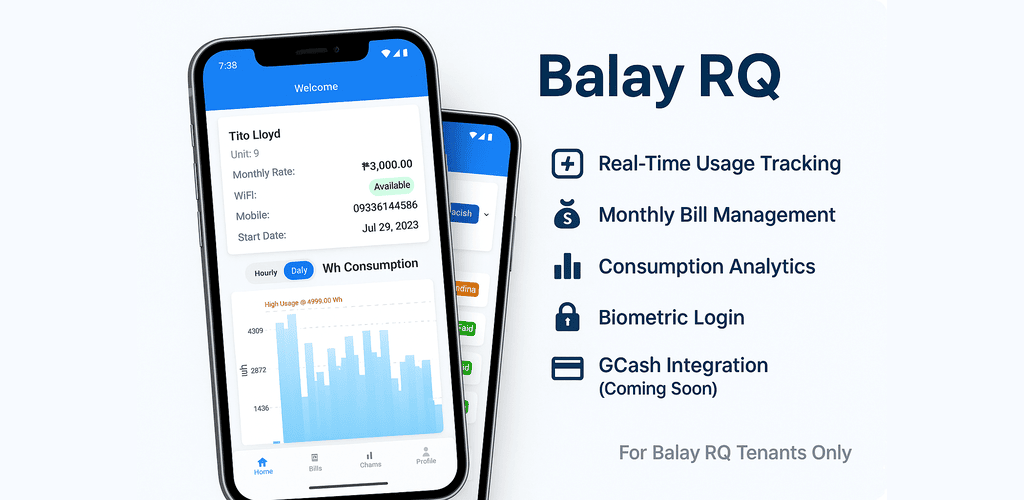 7:38
Welcome
Tito Lloyd
Unit: 9
Monthly Rate: ₱3,000.00
WiFI: Available
Mobile: 09336144586
Start Date: Jul 29, 2023
Hourly Daly Wh Consumption
High Usage @ 4999.00 Wh
4309
2872
1436
wh
Home Bills Chams Profile
acish
ndina
Faid
id
Balay RQ
Real-Time Usage Tracking
$ Monthly Bill Management
Consumption Analytics
Biometric Login
GCash Integration
(Coming Soon)
For Balay RQ Tenants Only